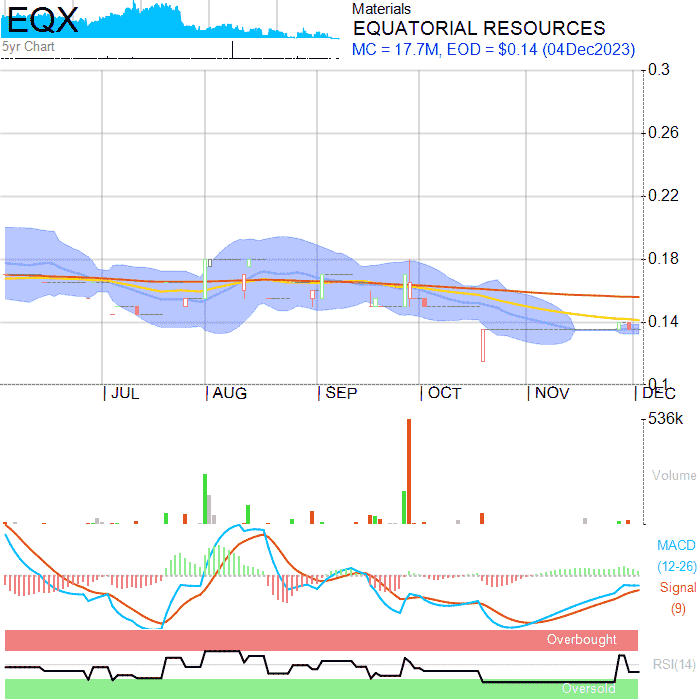 EQX
5yr Chart
Materials
EQUATORIAL RESOURCES
MC = 17.7M, EOD = $0.14 (04Dec2023)
0.3
0.26
0.22
0.18
0.14
0.1
JUL AUG SEP OCT NOV DEC
536k
Volume
MACD
(12-26)
Signal
(9)
Overbought
RSI(14)
Oversold